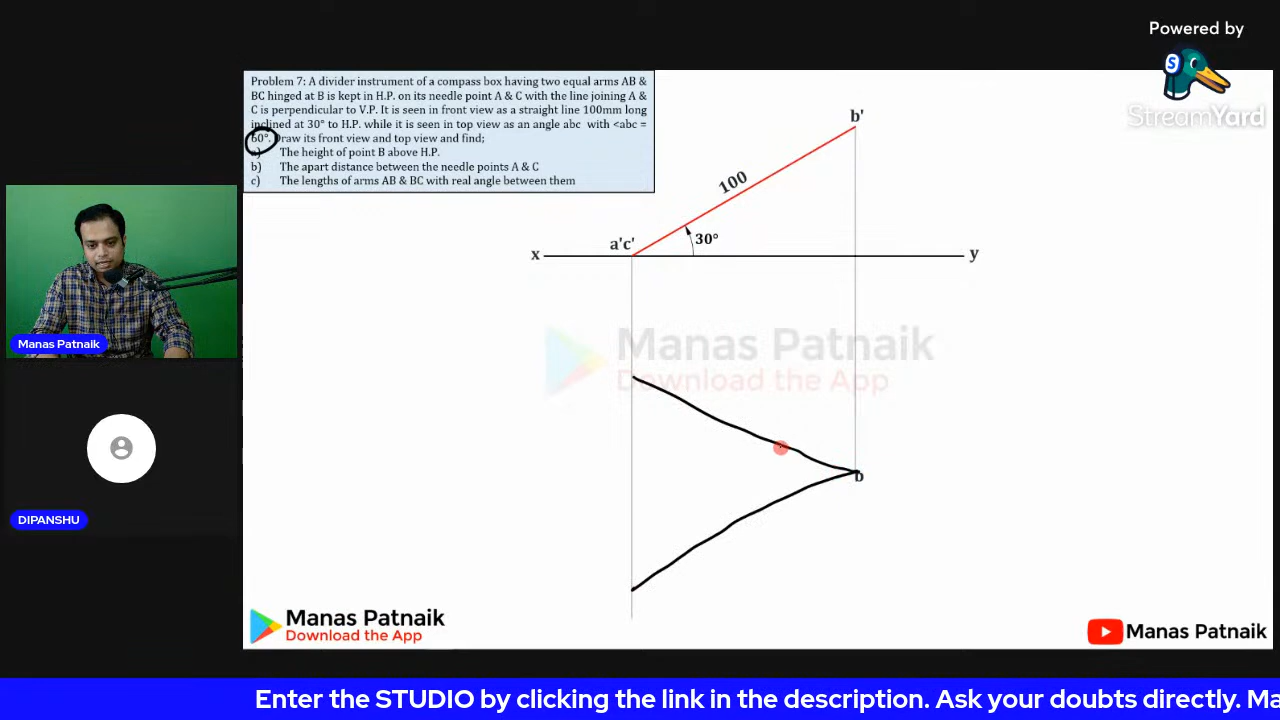 Powered by
StreamYard
Problem 7: A divider instrument of a compass box having two equal arms AB &
BC hinged at B is kept in H.P. on its needle point A & C with the line joining A &
C is perpendicular to V.P. It is seen in front view as a straight line 100mm long
inclined at 30° to H.P. while it is seen in top view as an angle abc with <abc =
60°. Draw its front view and top view and find;
a) The height of point B above H.P.
b) The apart distance between the needle points A & C
c) The lengths of arms AB & BC with real angle between them
b'
100
a'c'
30°
x
y
Manas Patnaik
Download the App
b
Manas Patnaik
DIPANSHU
Manas Patnaik
Download the App
Manas Patnaik
Enter the STUDIO by clicking the link in the description. Ask your doubts directly. Ma